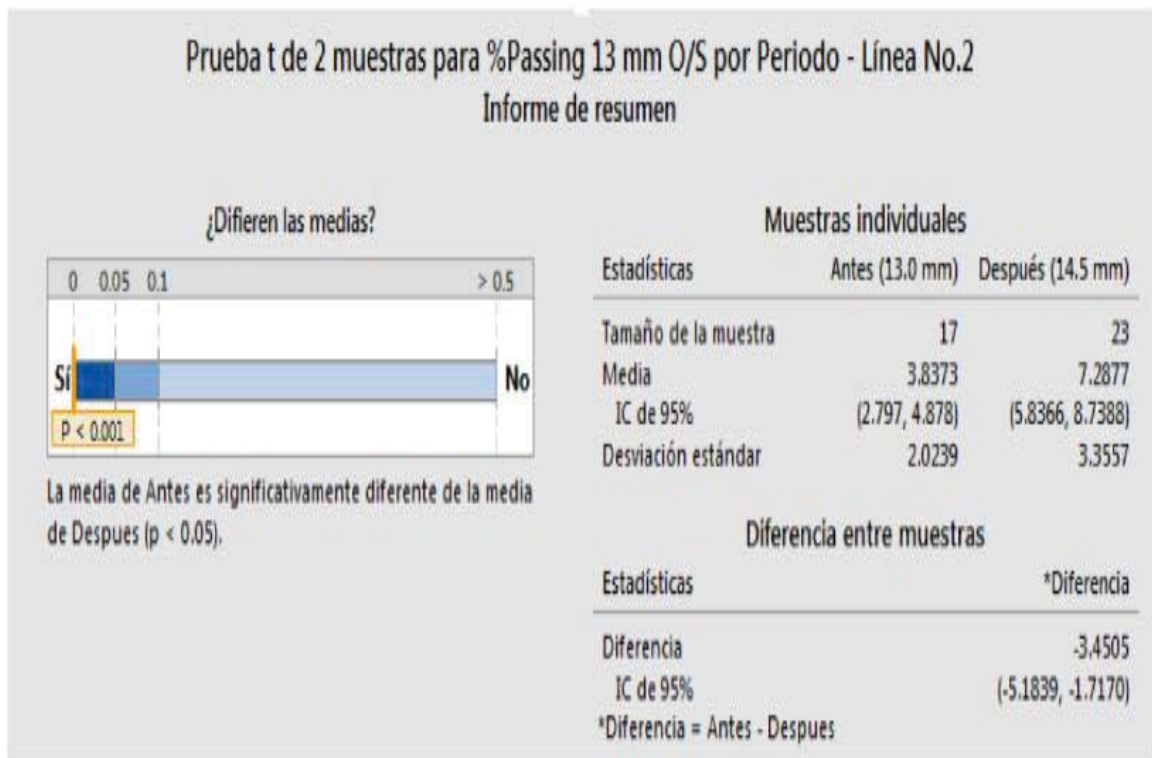 Prueba t de 2 muestras para %Passing 13 mm O/S por Periodo - Línea No.2
Informe de resumen
¿Difieren las medias?
0 0.05 0.1 > 0.5
Sí No
P < 0.001
La media de Antes es significativamente diferente de la media
de Despues (p < 0.05).
Muestras individuales
Estadísticas Antes (13.0 mm) Después (14.5 mm)
Tamaño de la muestra 17 23
Media 3.8373 7.2877
IC de 95% (2.797, 4.878) (5.8366, 8.7388)
Desviación estándar 2.0239 3.3557
Diferencia entre muestras
Estadísticas *Diferencia
Diferencia -3.4505
IC de 95% (-5.1839, -1.7170)
*Diferencia = Antes - Despues